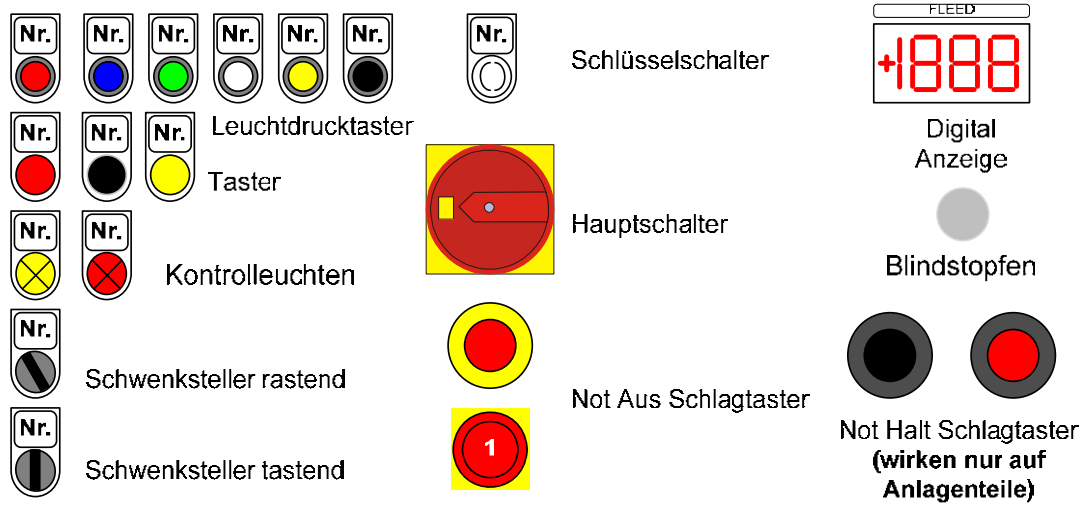 Nr. Nr. Nr. Nr. Nr. Nr.
Leuchtdrucktaster
Nr. Nr. Nr.
Taster
Nr. Nr.
Kontrolleuchten
Nr.
Schwenksteller rastend
Nr.
Schwenksteller tastend
Nr.
Schlüsselschalter
Hauptschalter
Not Aus Schlagtaster
1
FLEED
+1888
Digital
Anzeige
Blindstopfen
Not Halt Schlagtaster
(wirken nur auf
Anlagenteile)